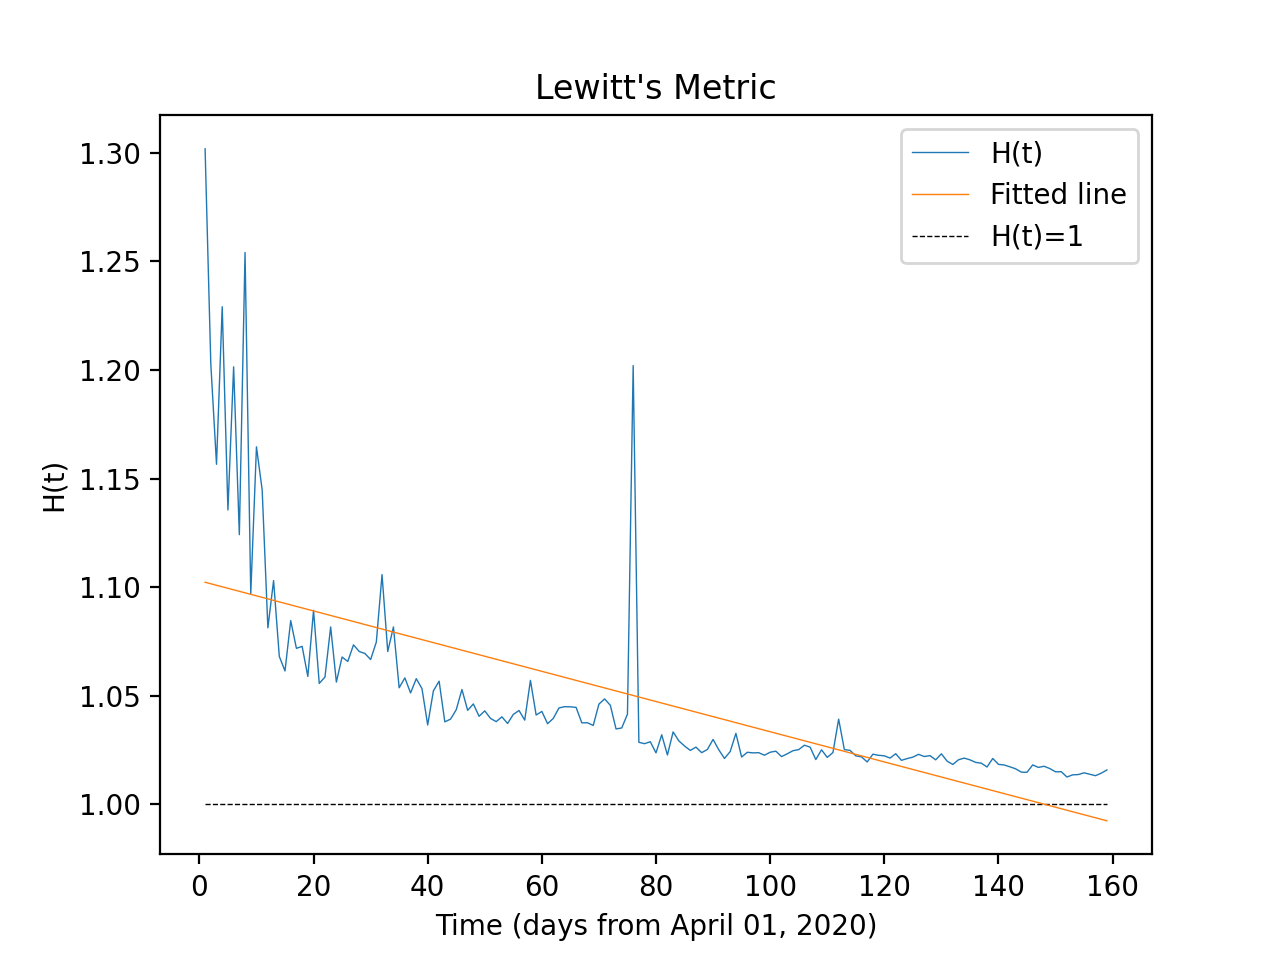 Lewitt's Metric
H(t)
Fitted line
H(t)=1
1.30
1.25
1.20
1.15
1.10
1.05
1.00
H(t)
0 20 40 60 80 100 120 140 160
Time (days from April 01, 2020)